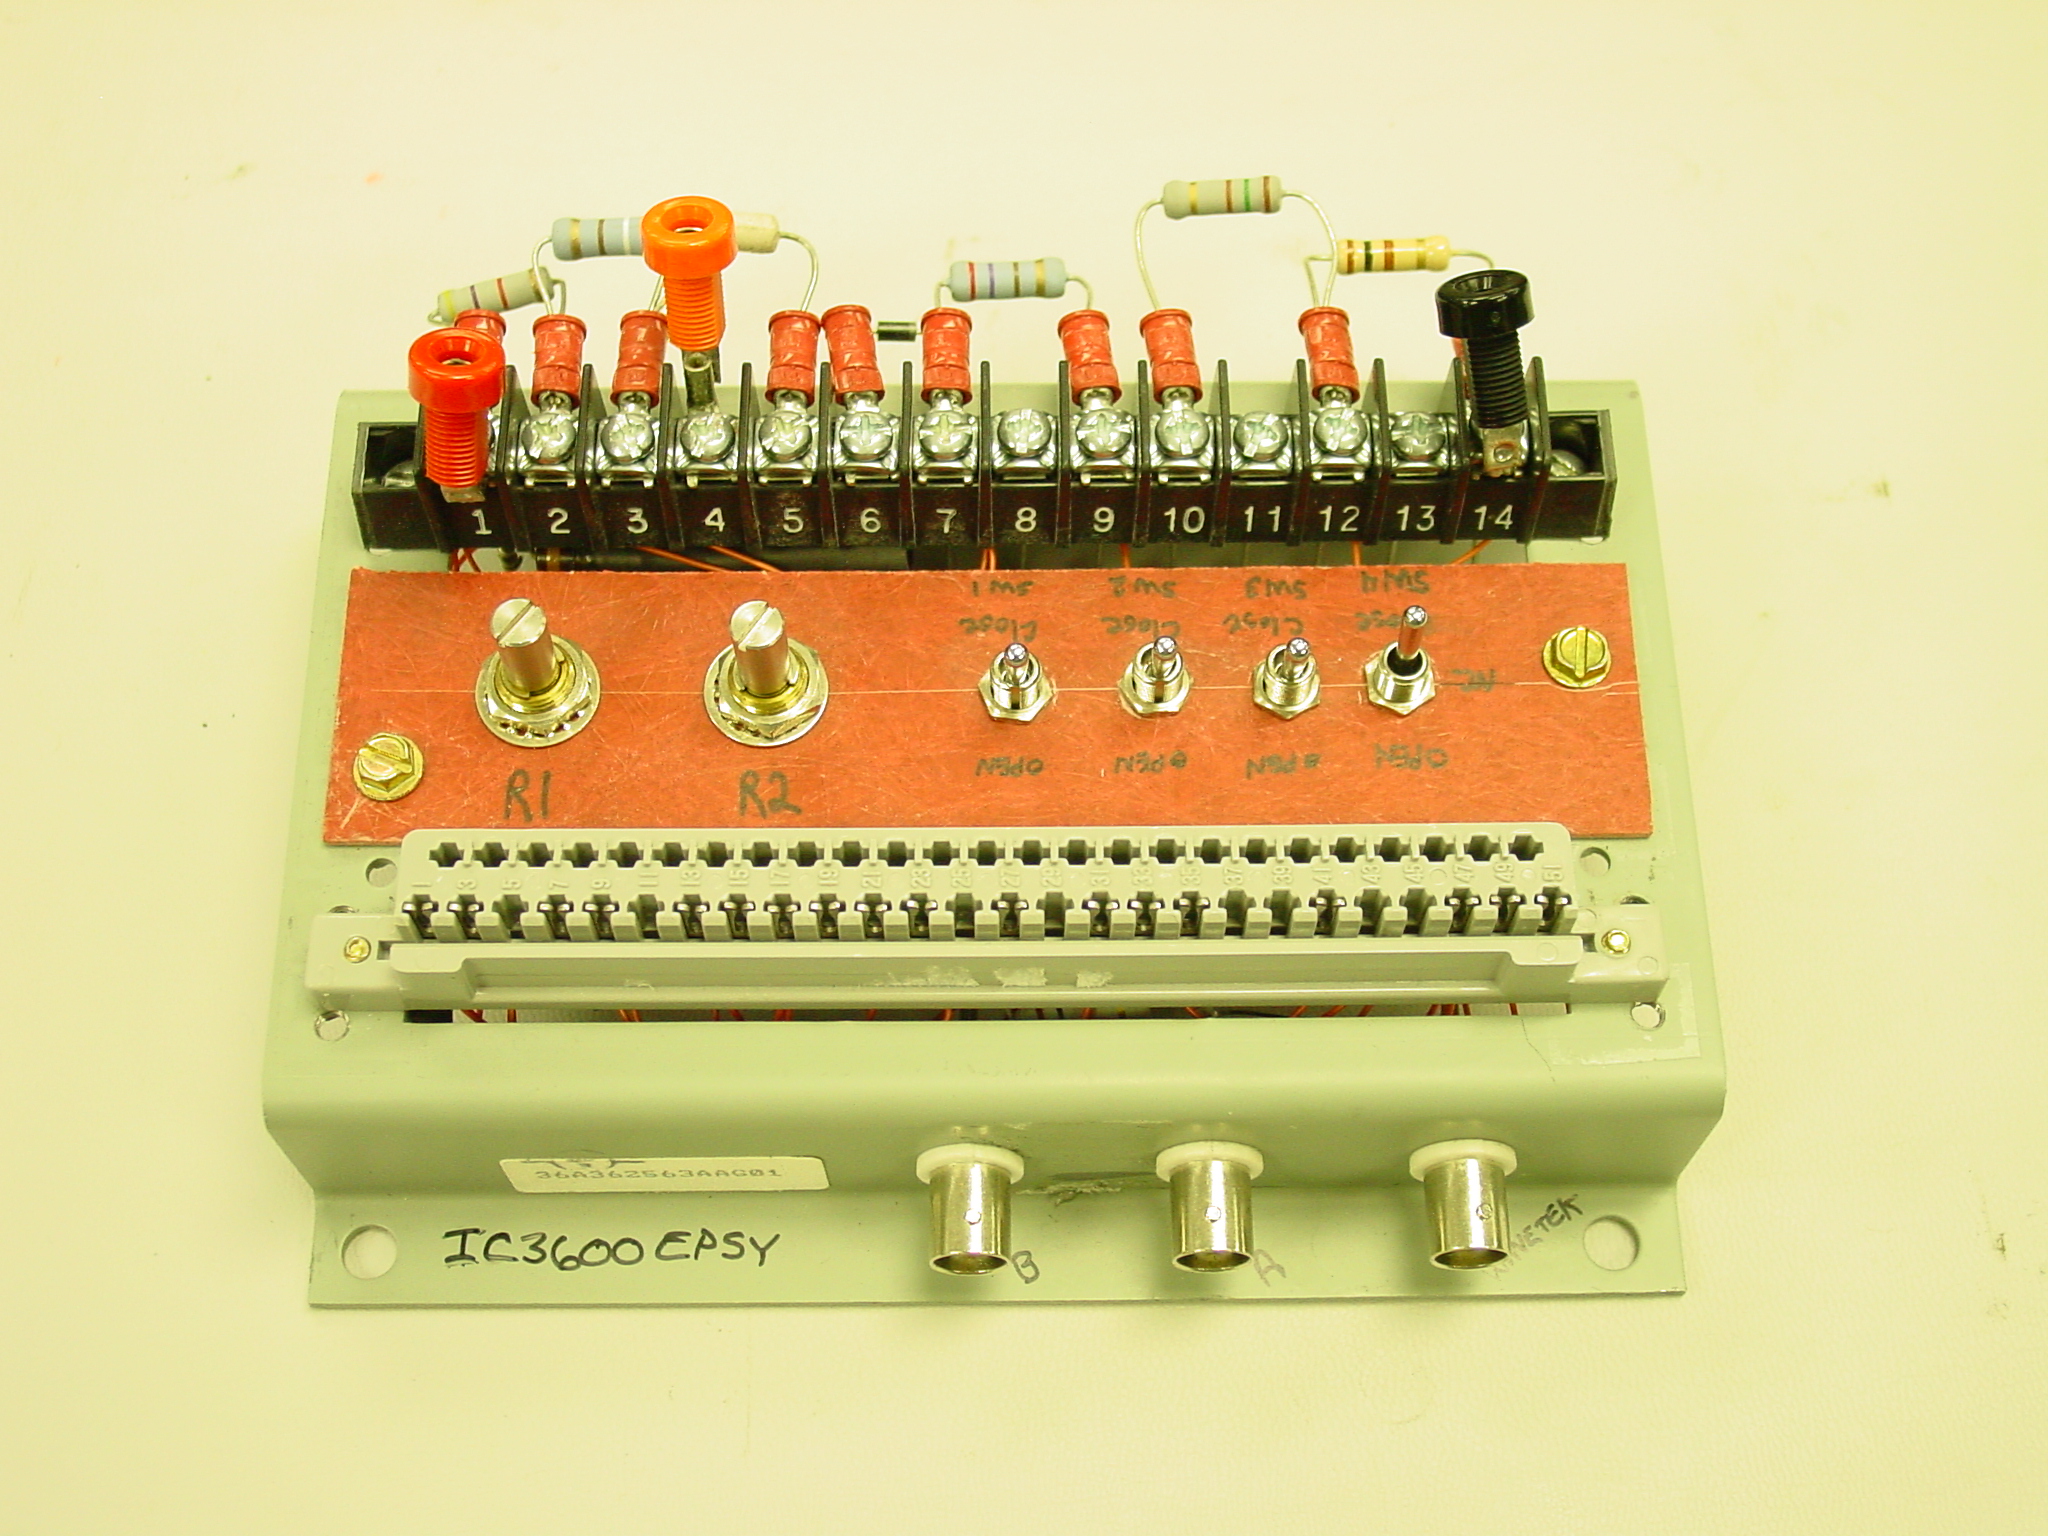 1 2 3 4 5 6 7 8 9 10 11 12 13 14
SW1 SW2 SW3 SW4
Close Close Close Close
OPEN OPEN OPEN OPEN
R1 R2
1 3 5 7 9 11 13 15 17 19 21 23 25 27 29 31 33 35 37 39 41 43 45 47 49 51
36A362563AAG01
IC3600EPSY
B A